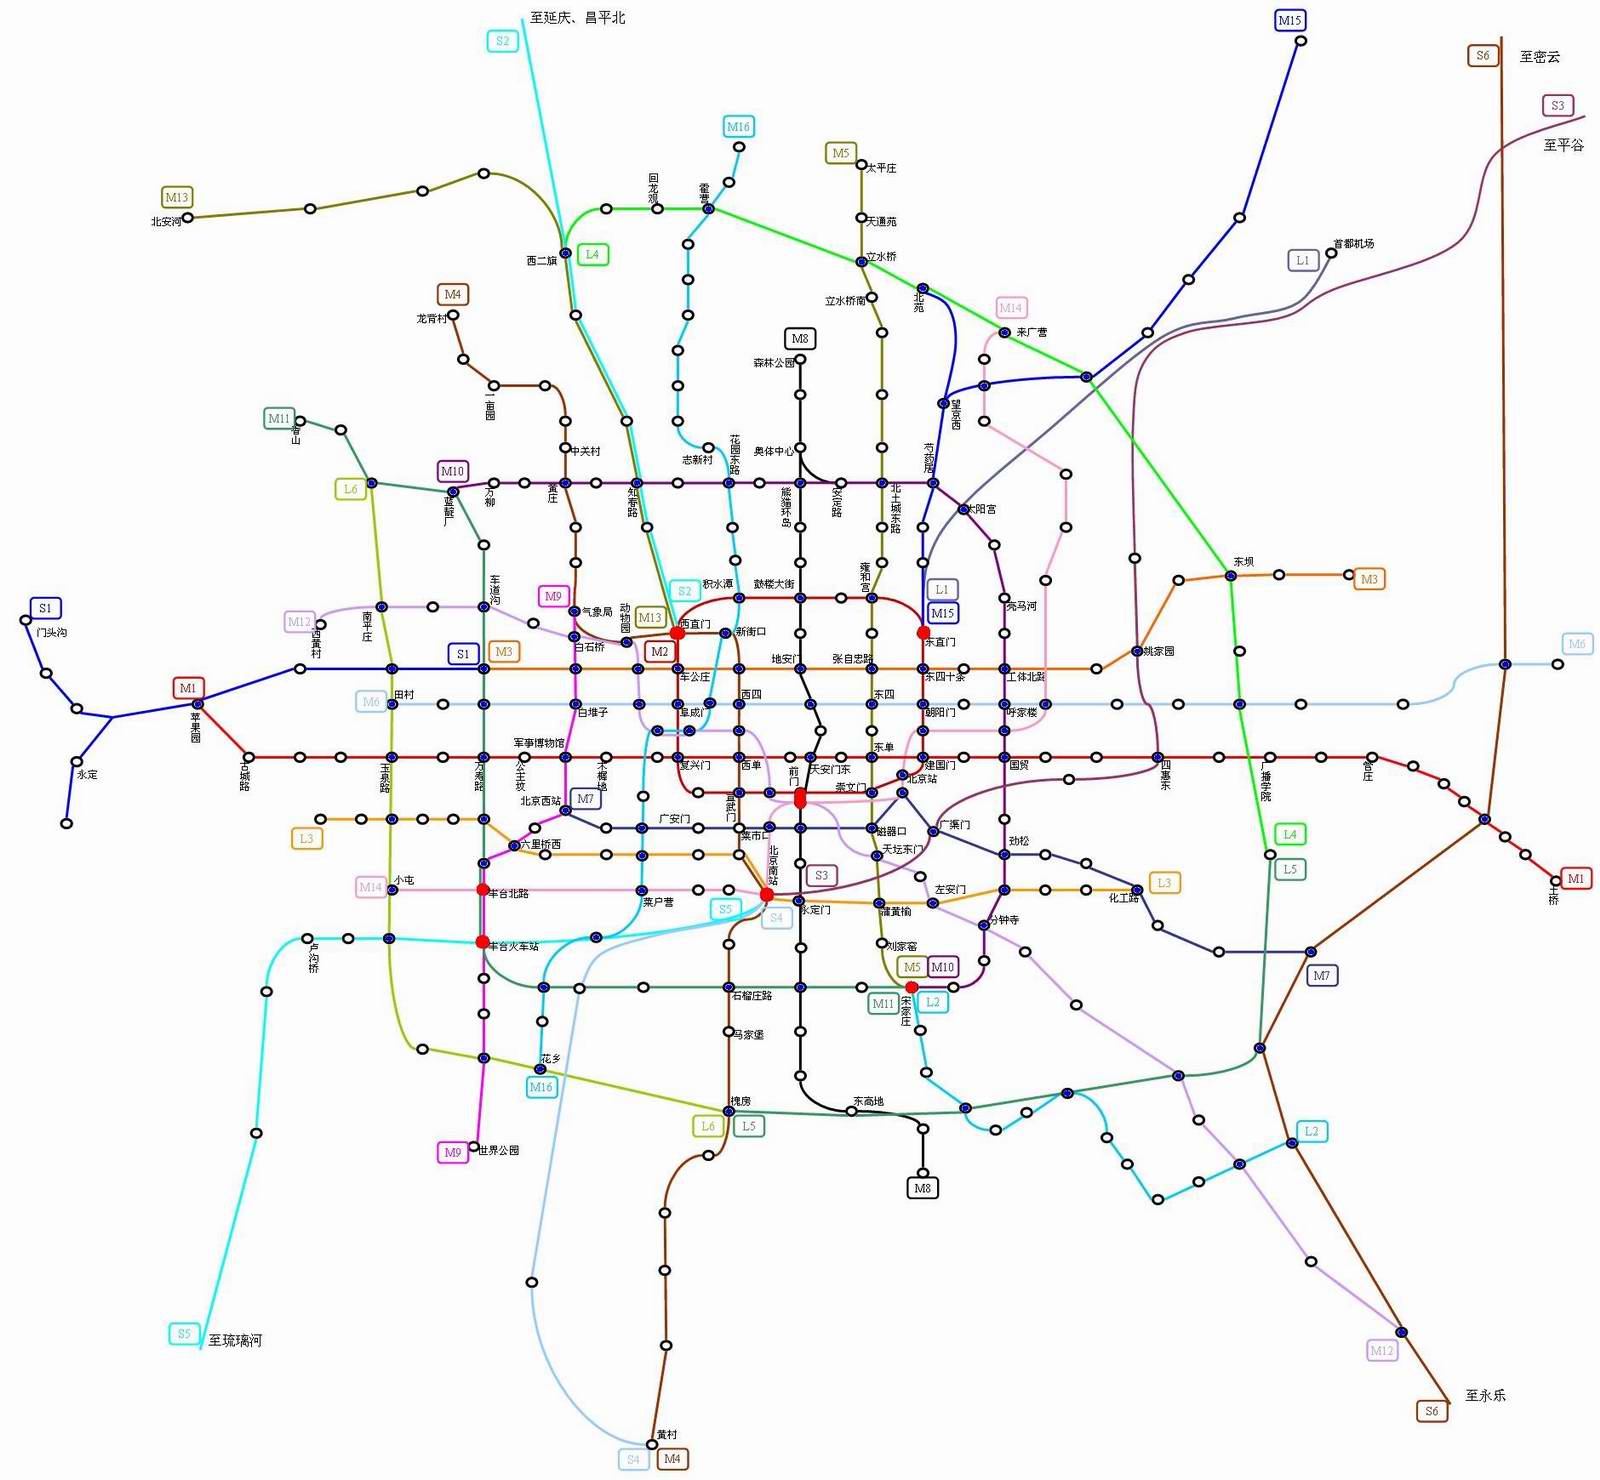 至延庆、昌平北
S2
M15
S6
至密云
S3
至平谷
M16
M5
太平庄
M13
北安河
回龙观
霍营
天通苑
西二旗
L4
立水桥
首都机场
L1
M4
龙背村
立水桥南
北苑
M14
来广营
M8
森林公园
一亩园
M11
香山
望京西
中关村
志新村
花园东路
奥体中心
芍药居
M10
L6
蓝靛厂
万柳
黄庄
知春路
熊猫环岛
安定路
北土城东路
太阳宫
东坝
M3
车道沟
积水潭
鼓楼大街
雍和宫
S2
L1
M15
S1
门头沟
M12
西黄村
南平庄
M9
气象局
动物园
M13
西直门
新街口
东直门
亮马河
白石桥
姚家园
M6
S1
M3
M2
车公庄
地安门
张自忠路
东四十条
工体北路
M1
苹果园
M6
田村
白堆子
阜成门
西四
东四
朝阳门
呼家楼
永定
古城路
玉泉路
万寿路
公主坟
军事博物馆
木樨地
复兴门
西单
前门
天安门东
东单
建国门
国贸
四惠东
广播学院
管庄
北京站
崇文门
北京西站
M7
宣武门
L3
广安门
菜市口
磁器口
广渠门
劲松
六里桥西
北京南站
天坛东门
L4
L5
M14
小屯
丰台北路
S3
左安门
化工路
L3
M1
土桥
菜户营
S5
S4
永定门
蒲黄榆
分钟寺
卢沟桥
丰台火车站
刘家窑
M5
M10
M7
石榴庄路
M11
宋家庄
L2
马家堡
花乡
M16
槐房
东高地
L6
L5
L2
M9
世界公园
M8
S5
至琉璃河
M12
至永乐
S6
黄村
S4
M4